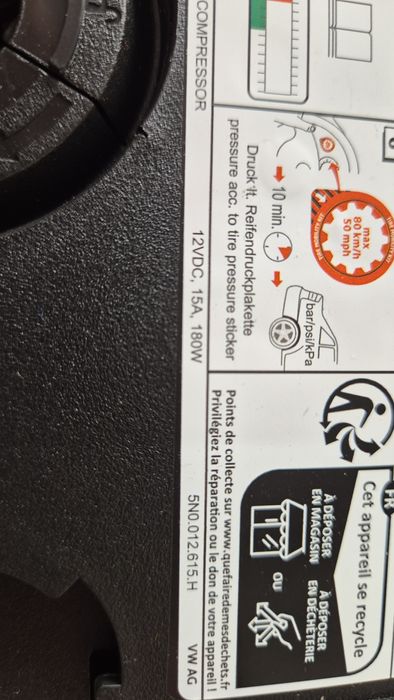 COMPRESSOR
12VDC, 15A, 180W
5N0.012.615.H
VW AG
max
80 km/h
50 mph
10 min.
bar/psi/kPa
Druck lt. Reifendruckplakette
pressure acc. to tire pressure sticker
FR
Cet appareil se recycle
À DÉPOSER
EN MAGASIN
OU
À DÉPOSER
EN DÉCHÈTERIE
Points de collecte sur www.quefairedemesdechets.fr
Privilégiez la réparation ou le don de votre appareil !